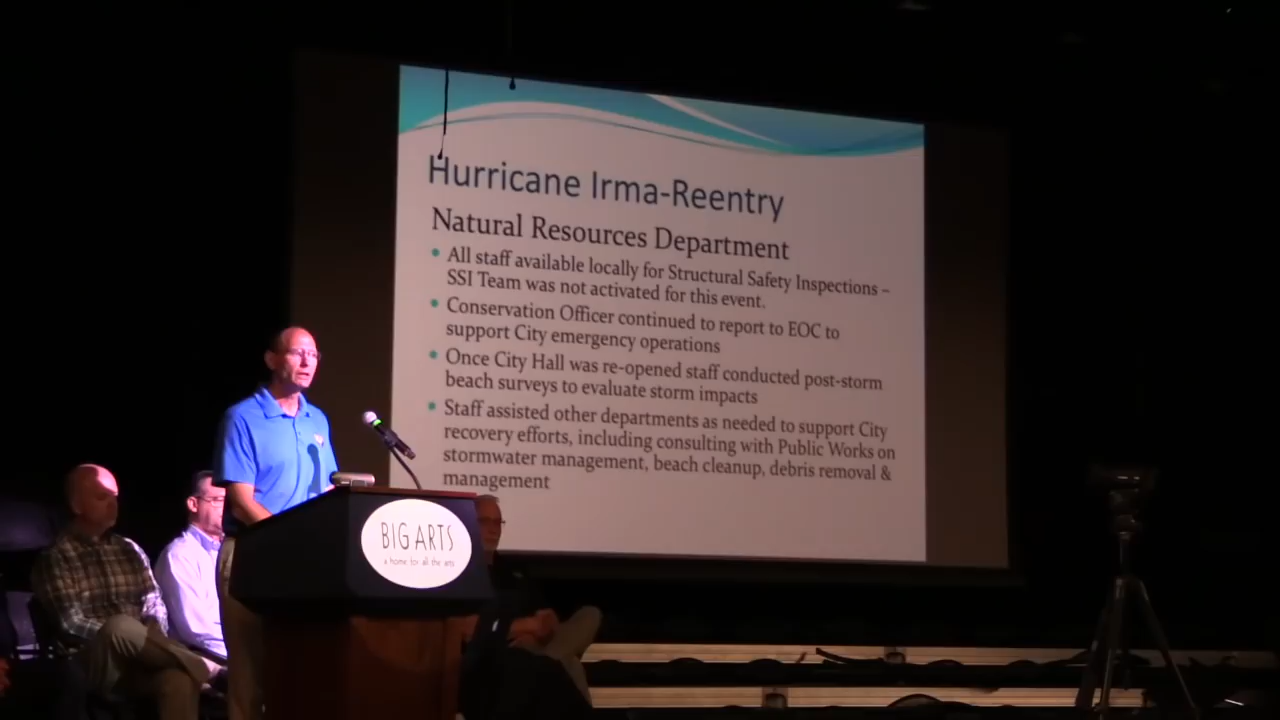 Hurricane Irma-Reentry
Natural Resources Department
• All staff available locally for Structural Safety Inspections –
SSI Team was not activated for this event.
• Conservation Officer continued to report to EOC to
support City emergency operations
• Once City Hall was re-opened staff conducted post-storm
beach surveys to evaluate storm impacts
• Staff assisted other departments as needed to support City
recovery efforts, including consulting with Public Works on
stormwater management, beach cleanup, debris removal &
management
BIG ARTS
a home for all the arts